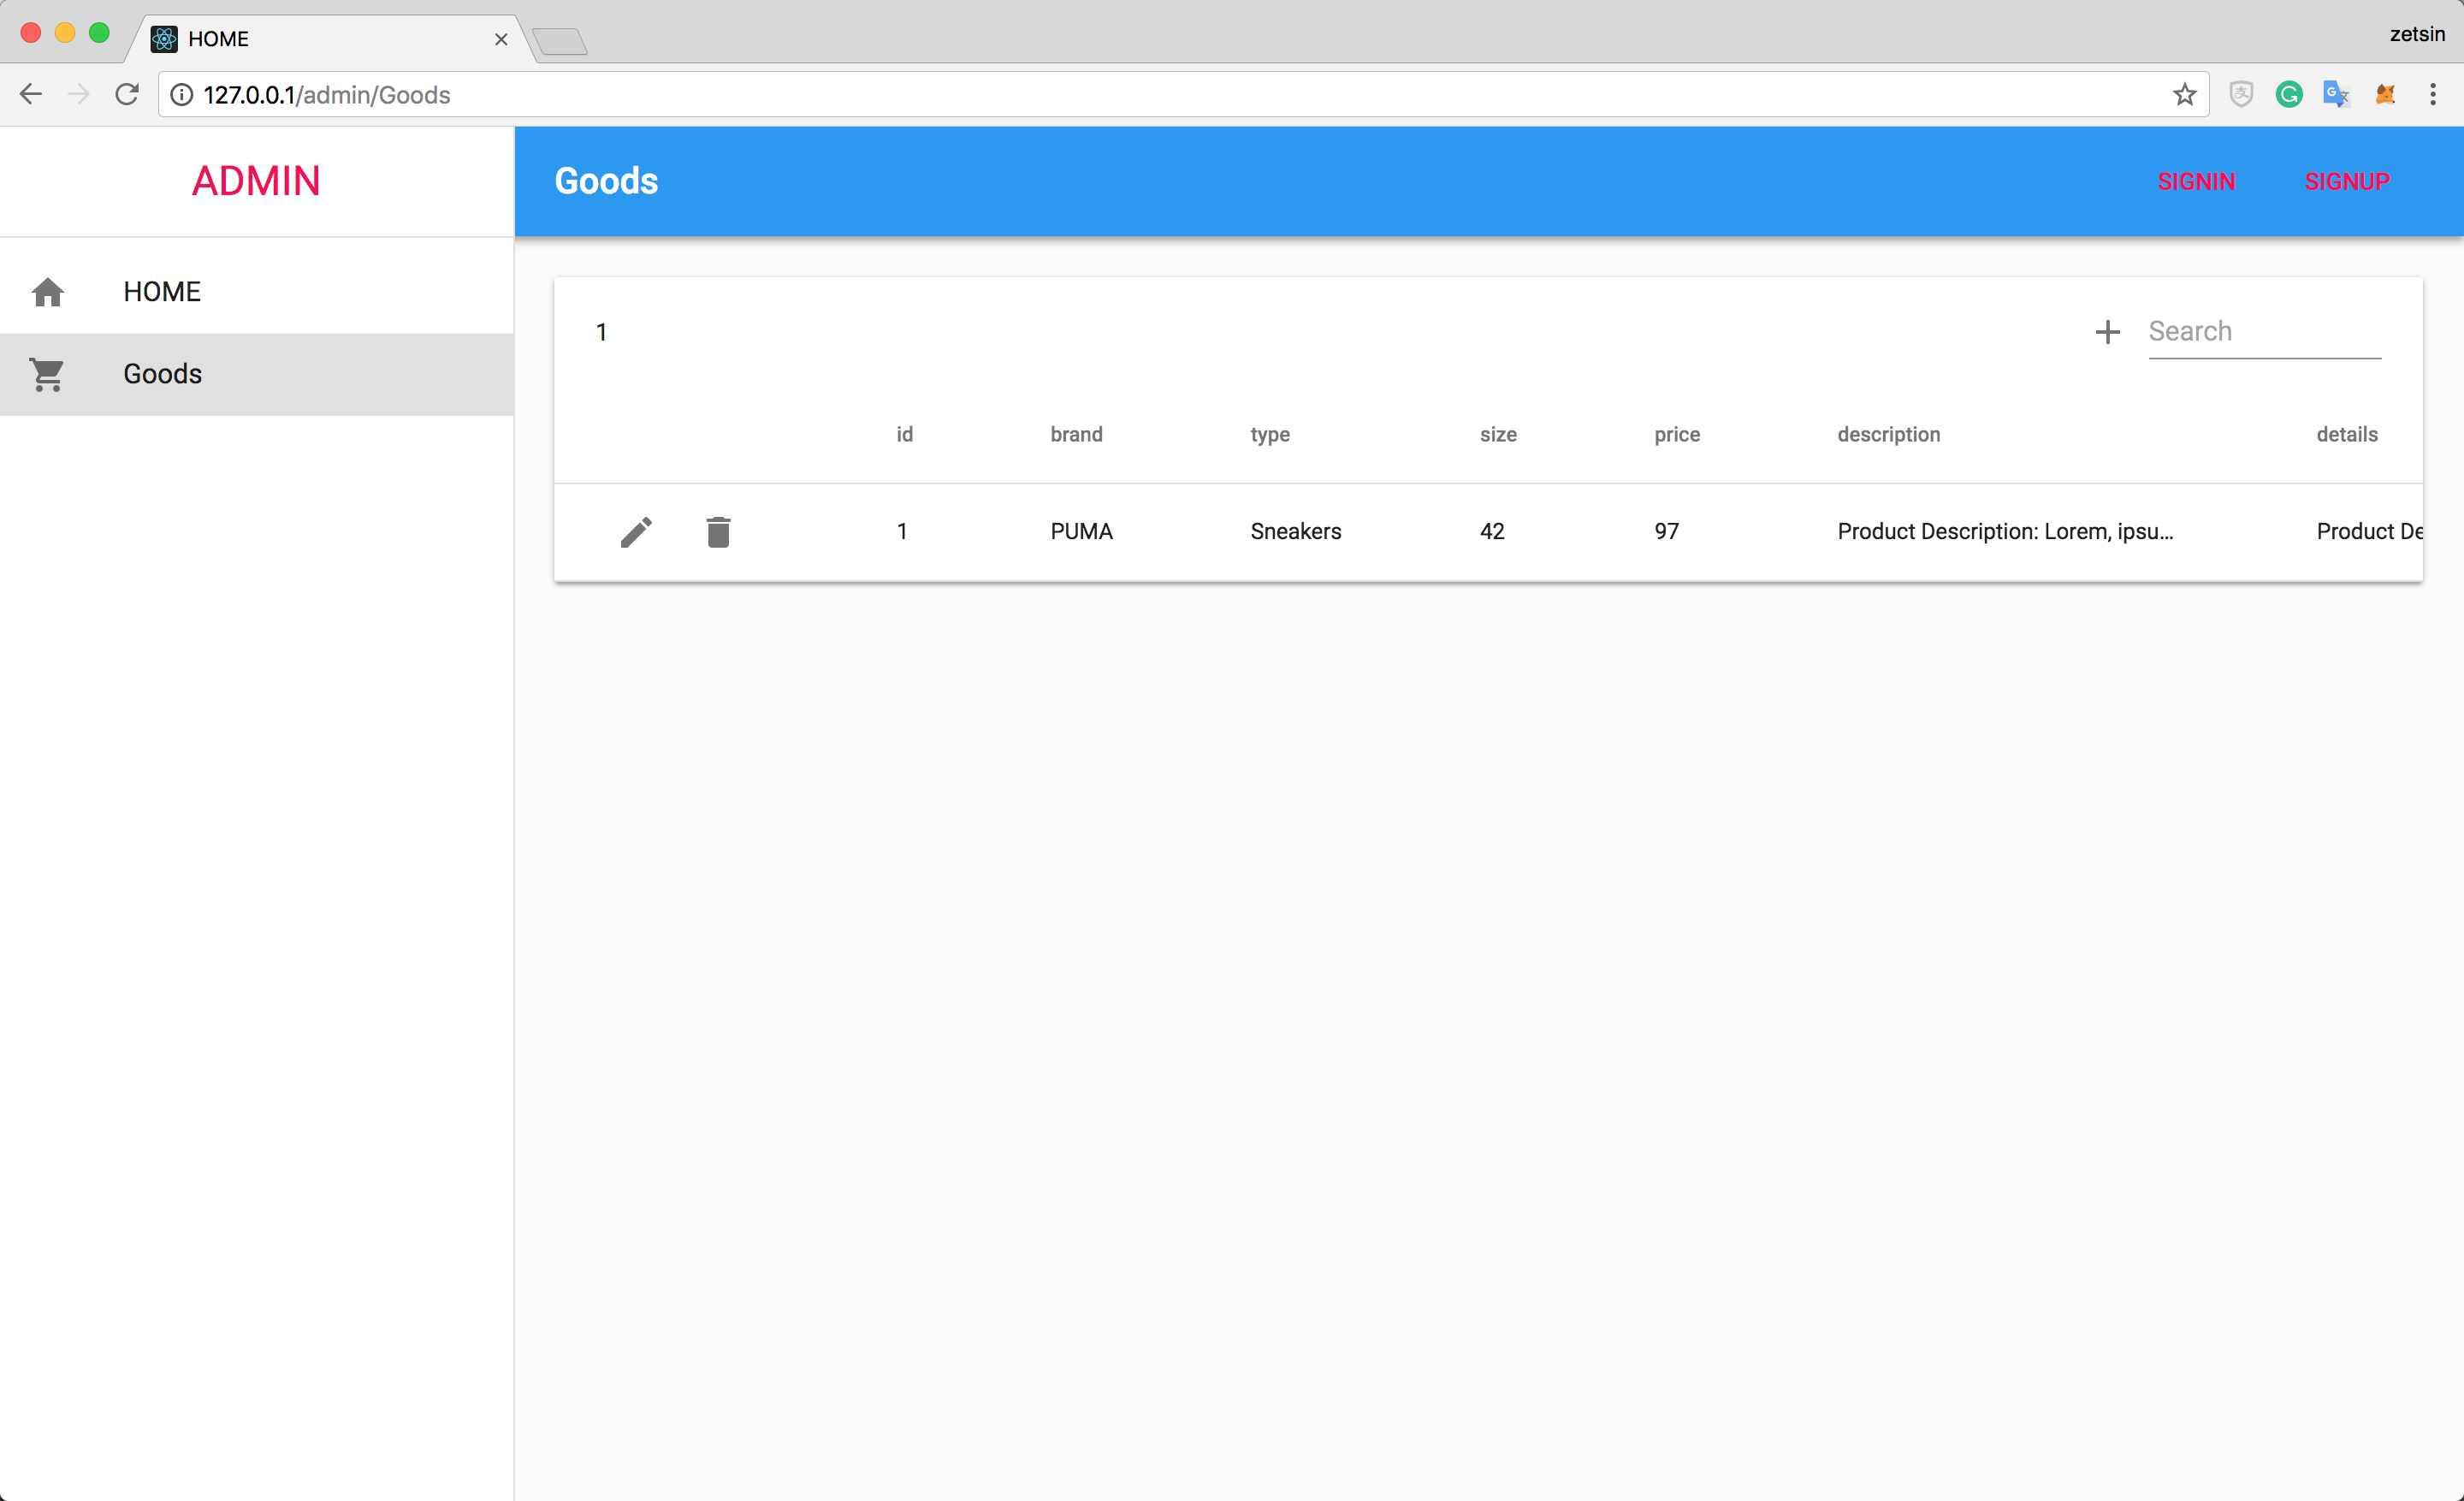 HOME
zetsin
127.0.0.1/admin/Goods
ADMIN
Goods
SIGNIN SIGNUP
HOME
Goods
1
Search
id brand type size price description details
1 PUMA Sneakers 42 97 Product Description: Lorem, ipsu... Product De